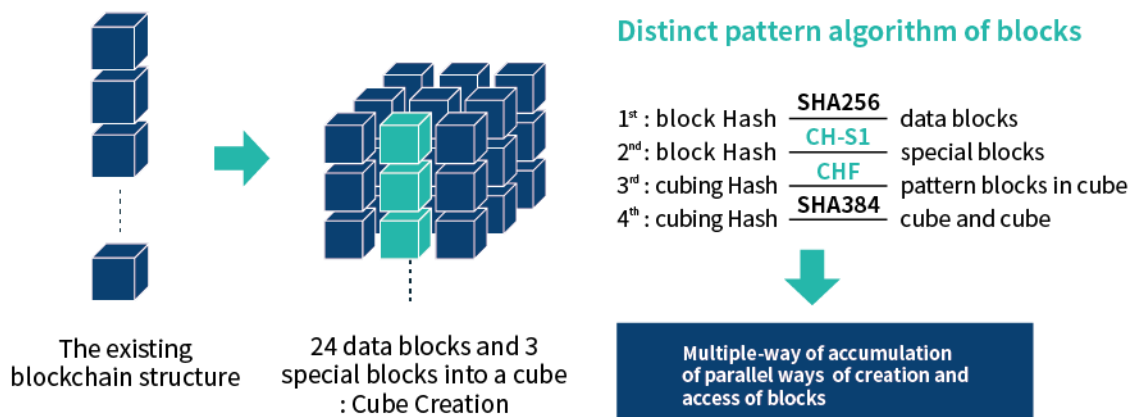 Distinct pattern algorithm of blocks
1st : block Hash SHA256 data blocks
2nd : block Hash CH-S1 special blocks
3rd : cubing Hash CHF pattern blocks in cube
4th : cubing Hash SHA384 cube and cube
The existing
blockchain structure
24 data blocks and 3
special blocks into a cube
: Cube Creation
Multiple-way of accumulation
of parallel ways of creation and
access of blocks